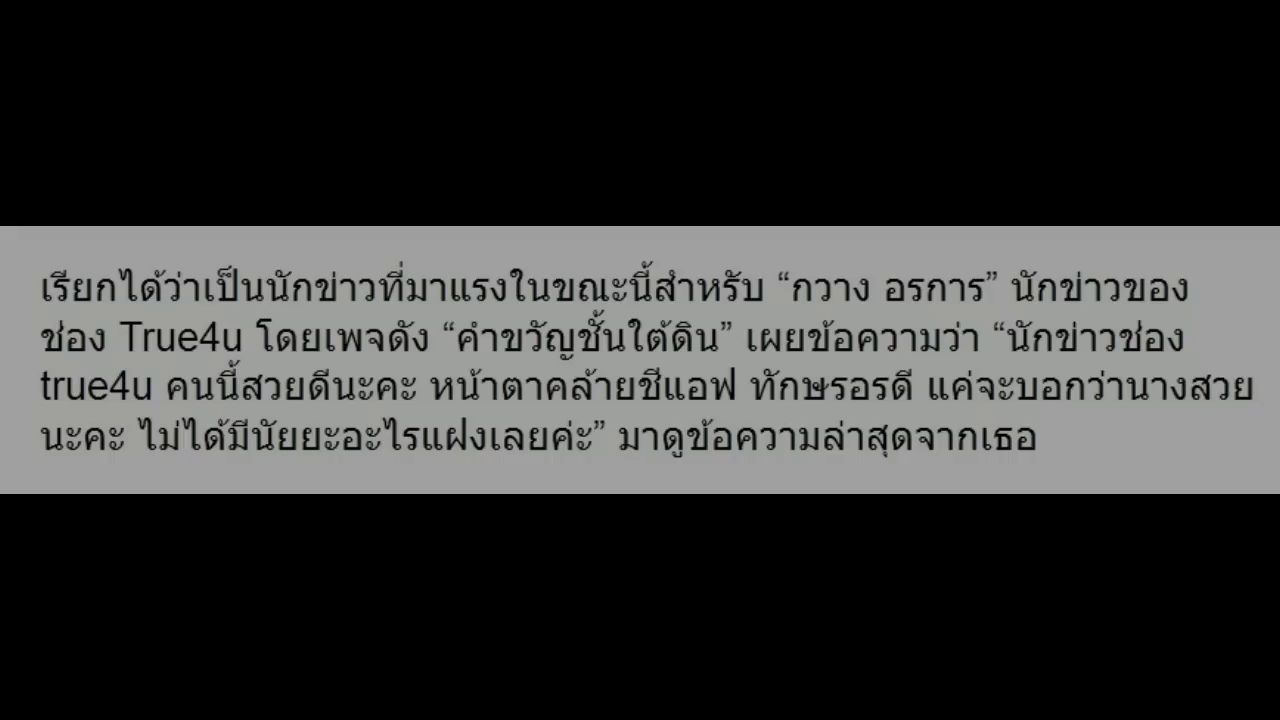 เรียกได้ว่าเป็นนักข่าวที่มาแรงในขณะนี้สำหรับ “กวาง อรการ” นักข่าวของ
ช่อง True4u โดยเพจดัง “คำขวัญชั้นใต้ดิน” เผยข้อความว่า “นักข่าวช่อง
true4u คนนี้สวยดีนะคะ หน้าตาคล้ายชีแอฟ ทักษรอรดี แค่จะบอกว่านางสวย
นะคะ ไม่ได้มีนัยยะอะไรแฝงเลยค่ะ” มาดูข้อความล่าสุดจากเธอ